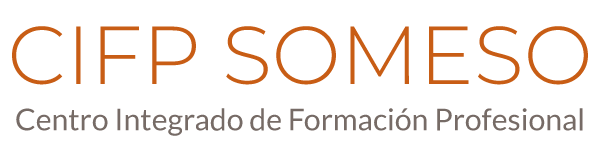 CIFP SOMESO
Centro Integrado de Formación Profesional